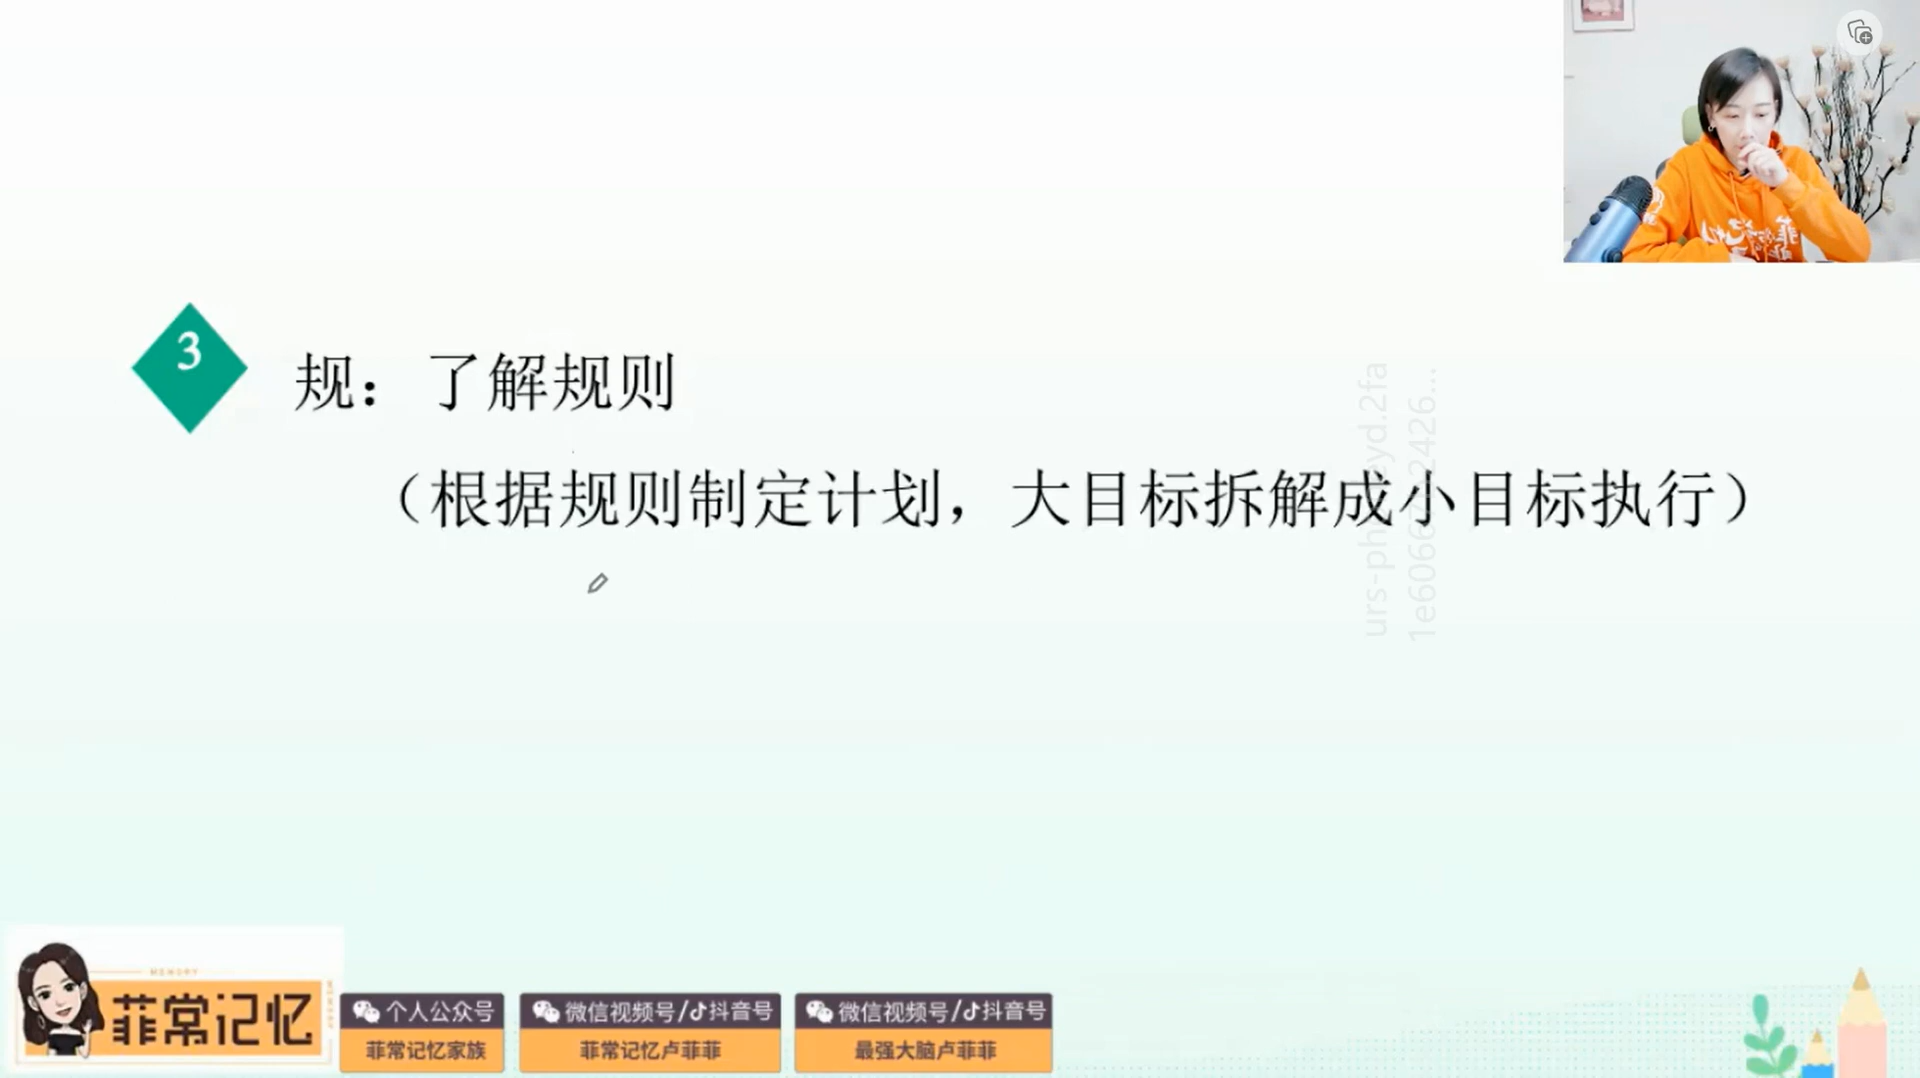 3
规：了解规则
（根据规则制定计划，大目标拆解成小目标执行）
MEMORY
菲常记忆
个人公众号
菲常记忆家族
微信视频号/抖音号
菲常记忆卢菲菲
微信视频号/抖音号
最强大脑卢菲菲